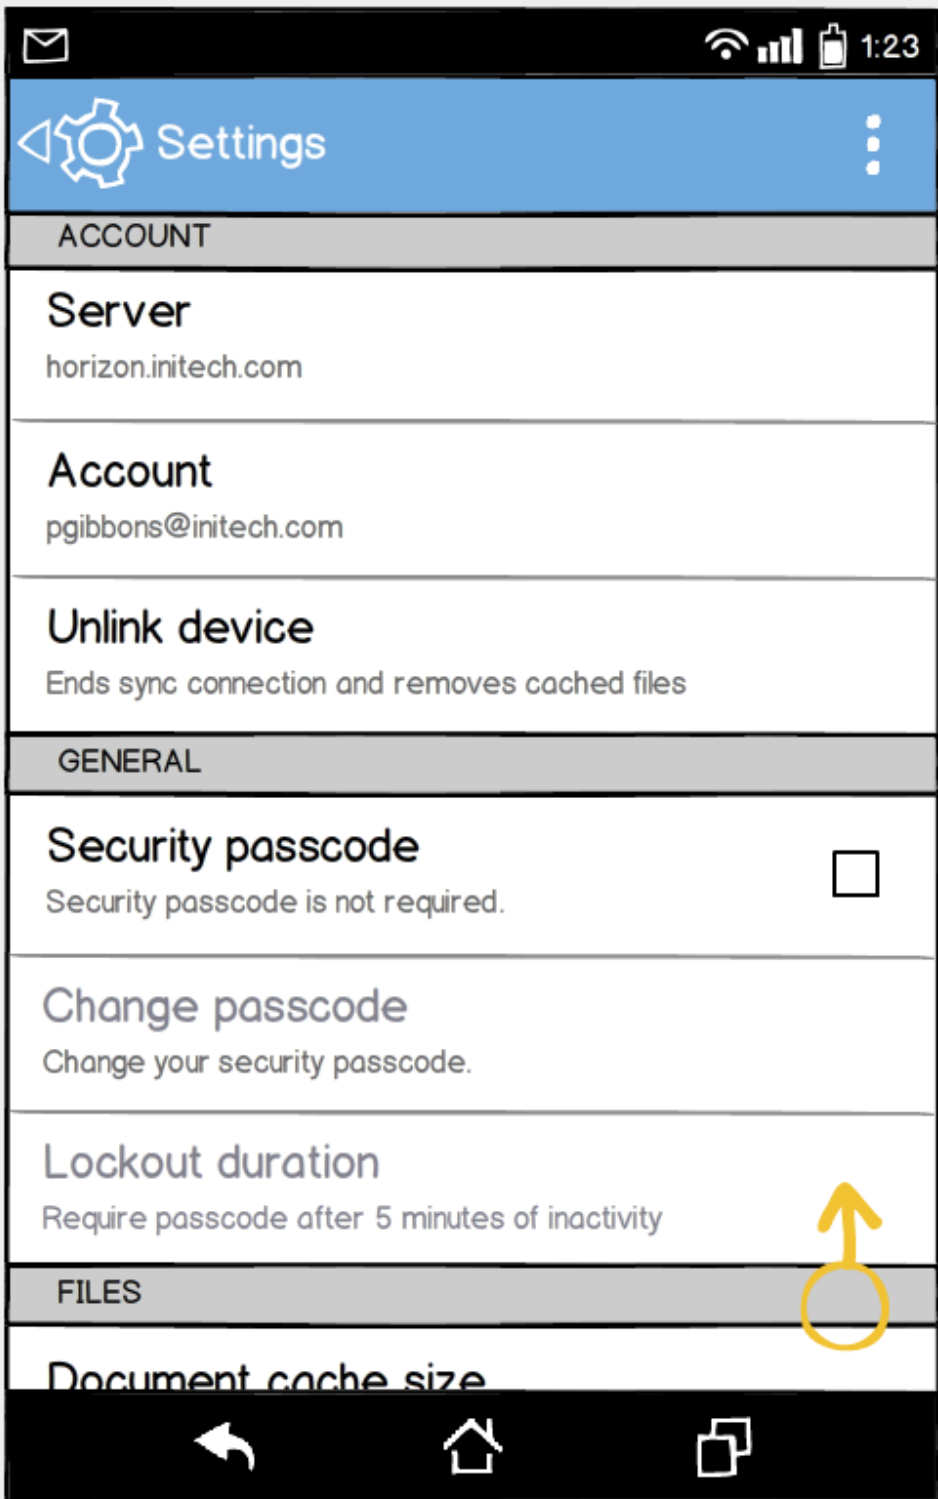 1:23
Settings
ACCOUNT
Server
horizon.initech.com
Account
pgibbons@initech.com
Unlink device
Ends sync connection and removes cached files
GENERAL
Security passcode
Security passcode is not required.
Change passcode
Change your security passcode.
Lockout duration
Require passcode after 5 minutes of inactivity
FILES
Document cache size